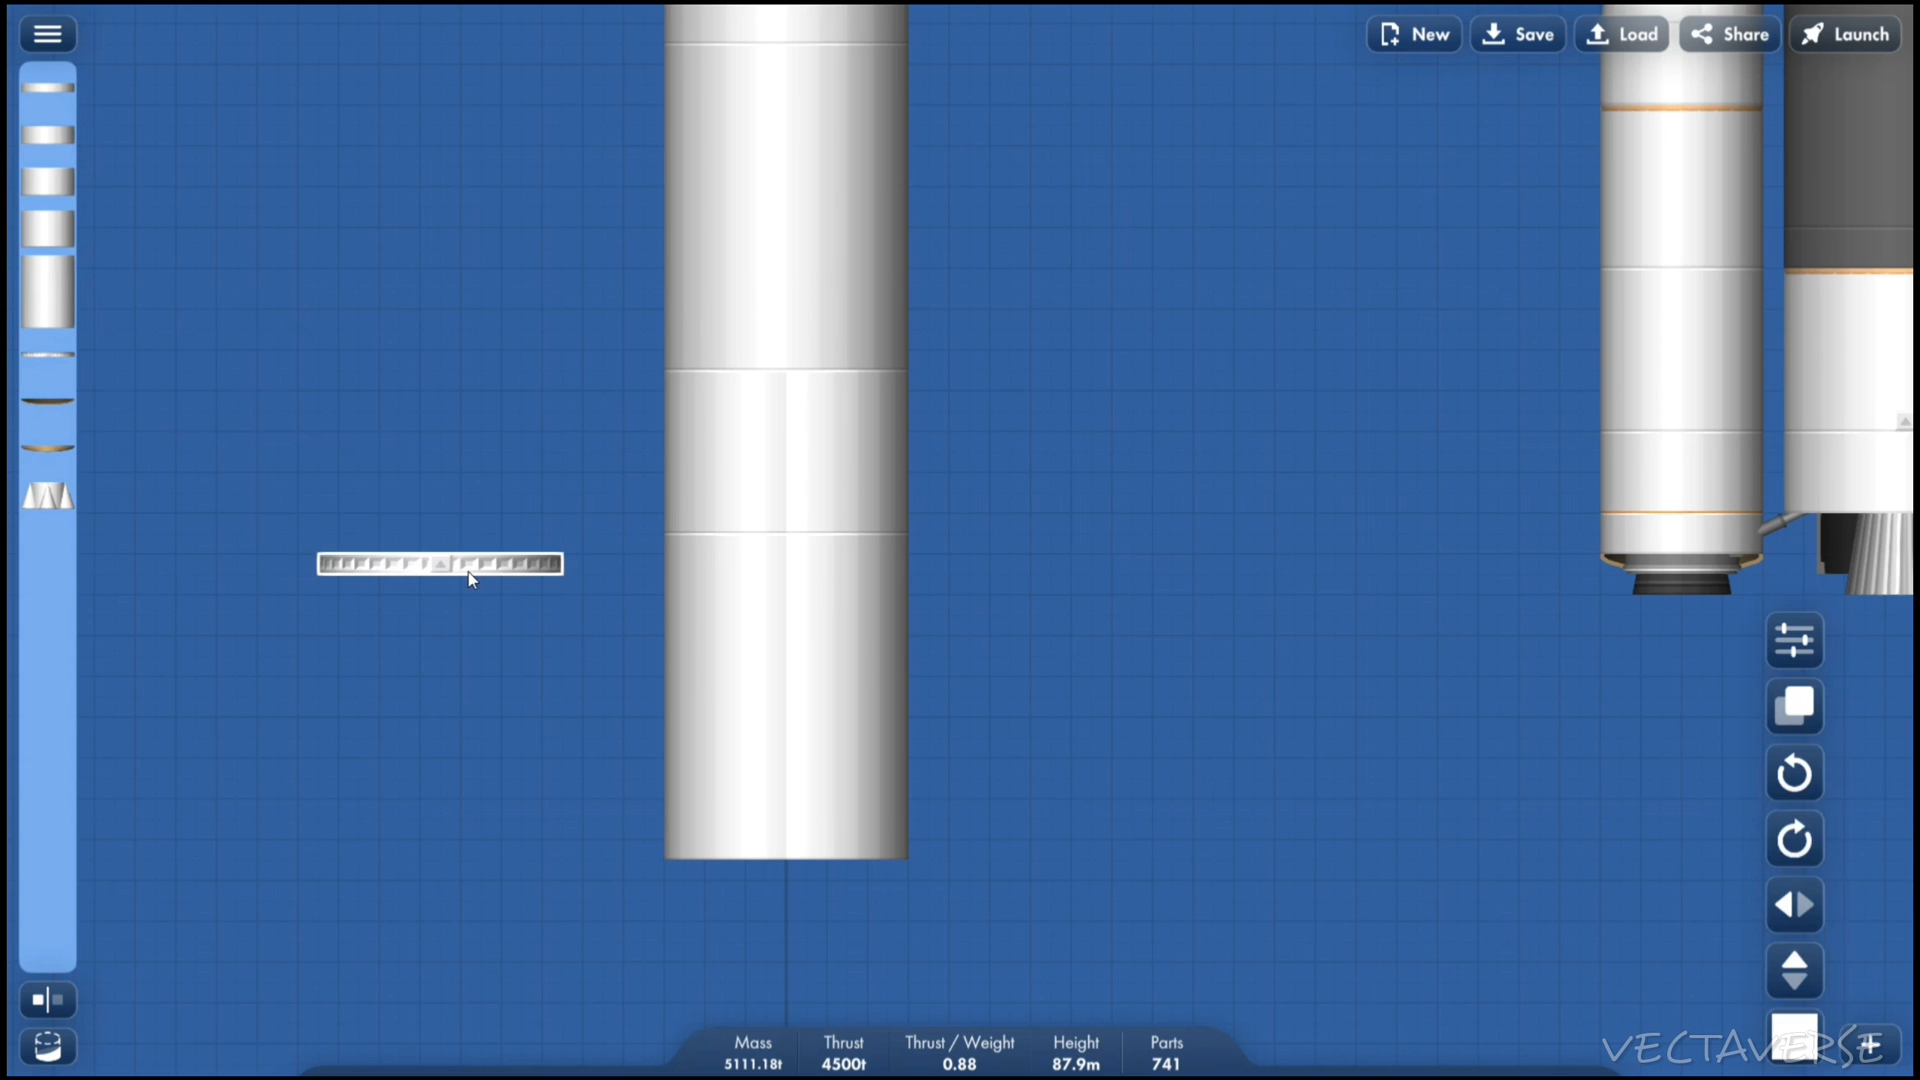 New Save Load Share Launch
Mass Thrust Thrust / Weight Height Parts
5111.18t 4500t 0.88 87.9m 741
VECTAVERSE